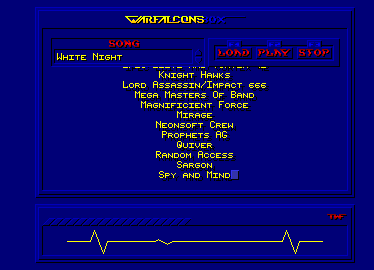 WARFALCONS
SONG
WHITE NIGHT
LOAD PLAY STOP
KNIGHT HAWKS
LORD ASSASSIN/IMPACT 666
MEGA MASTERS OF BAND
MAGNIFICIENT FORCE
MIRAGE
NEONSOFT CREW
PROPHETS AG
QUIVER
RANDOM ACCESS
SARGON
SPY AND MIND